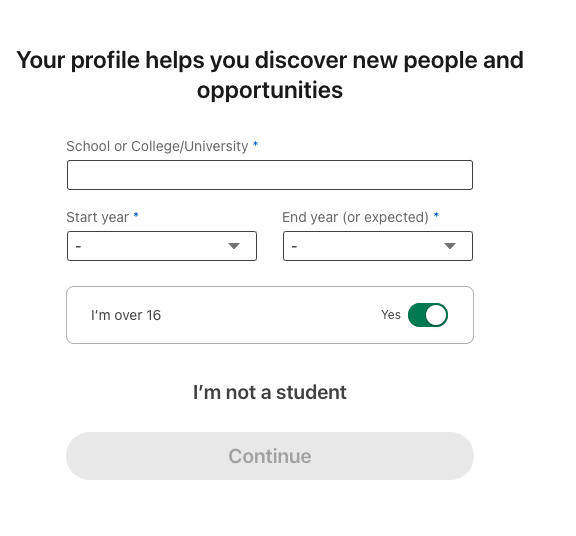 Your profile helps you discover new people and
opportunities
School or College/University *
Start year *
End year (or expected) *
-
-
I’m over 16
Yes
I’m not a student
Continue